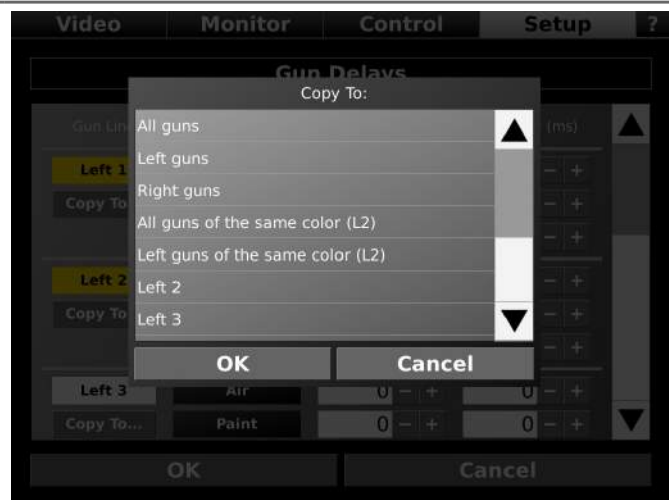 Video Monitor Control Setup ?
Gun Delays
Copy To:
Gun Lin (ms)
All guns
Left guns
Right guns
All guns of the same color (L2)
Left guns of the same color (L2)
Left 2
Left 3
OK Cancel
Left 1 - +
Copy To - +
- +
Left 2 - +
Copy To - +
- +
Left 3 Air 0 - + 0 - +
Copy To... Paint 0 - + 0 - +
OK Cancel